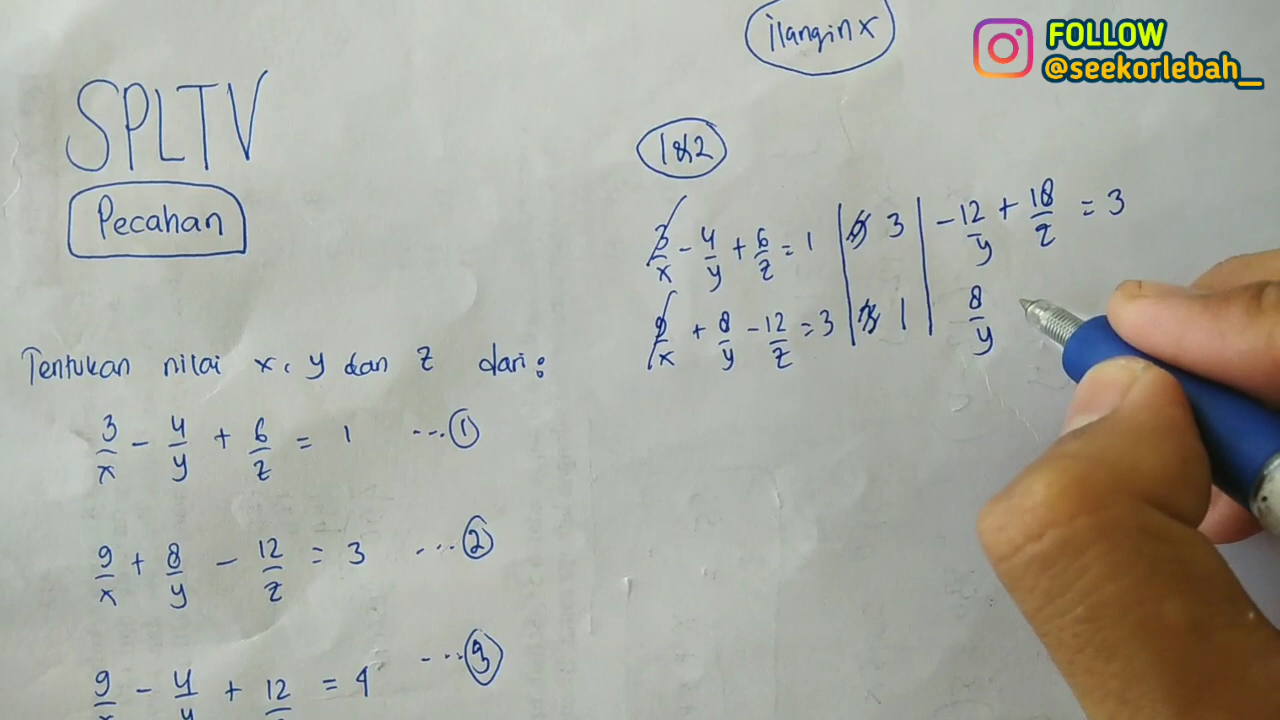 SPLTV
Pecahan
Tentukan nilai x, y dan z dari:
3/x - 4/y + 6/z = 1 ...①
9/x + 8/y - 12/z = 3 ...②
9/x - 4/y + 12 = 4 ...③
ilangin x
1&2
3/x - 4/y + 6/z = 1 | 3 | -12/y + 18/z = 3
9/x + 8/y - 12/z = 3 | 1 | 8/y
FOLLOW
@seekorlebah_